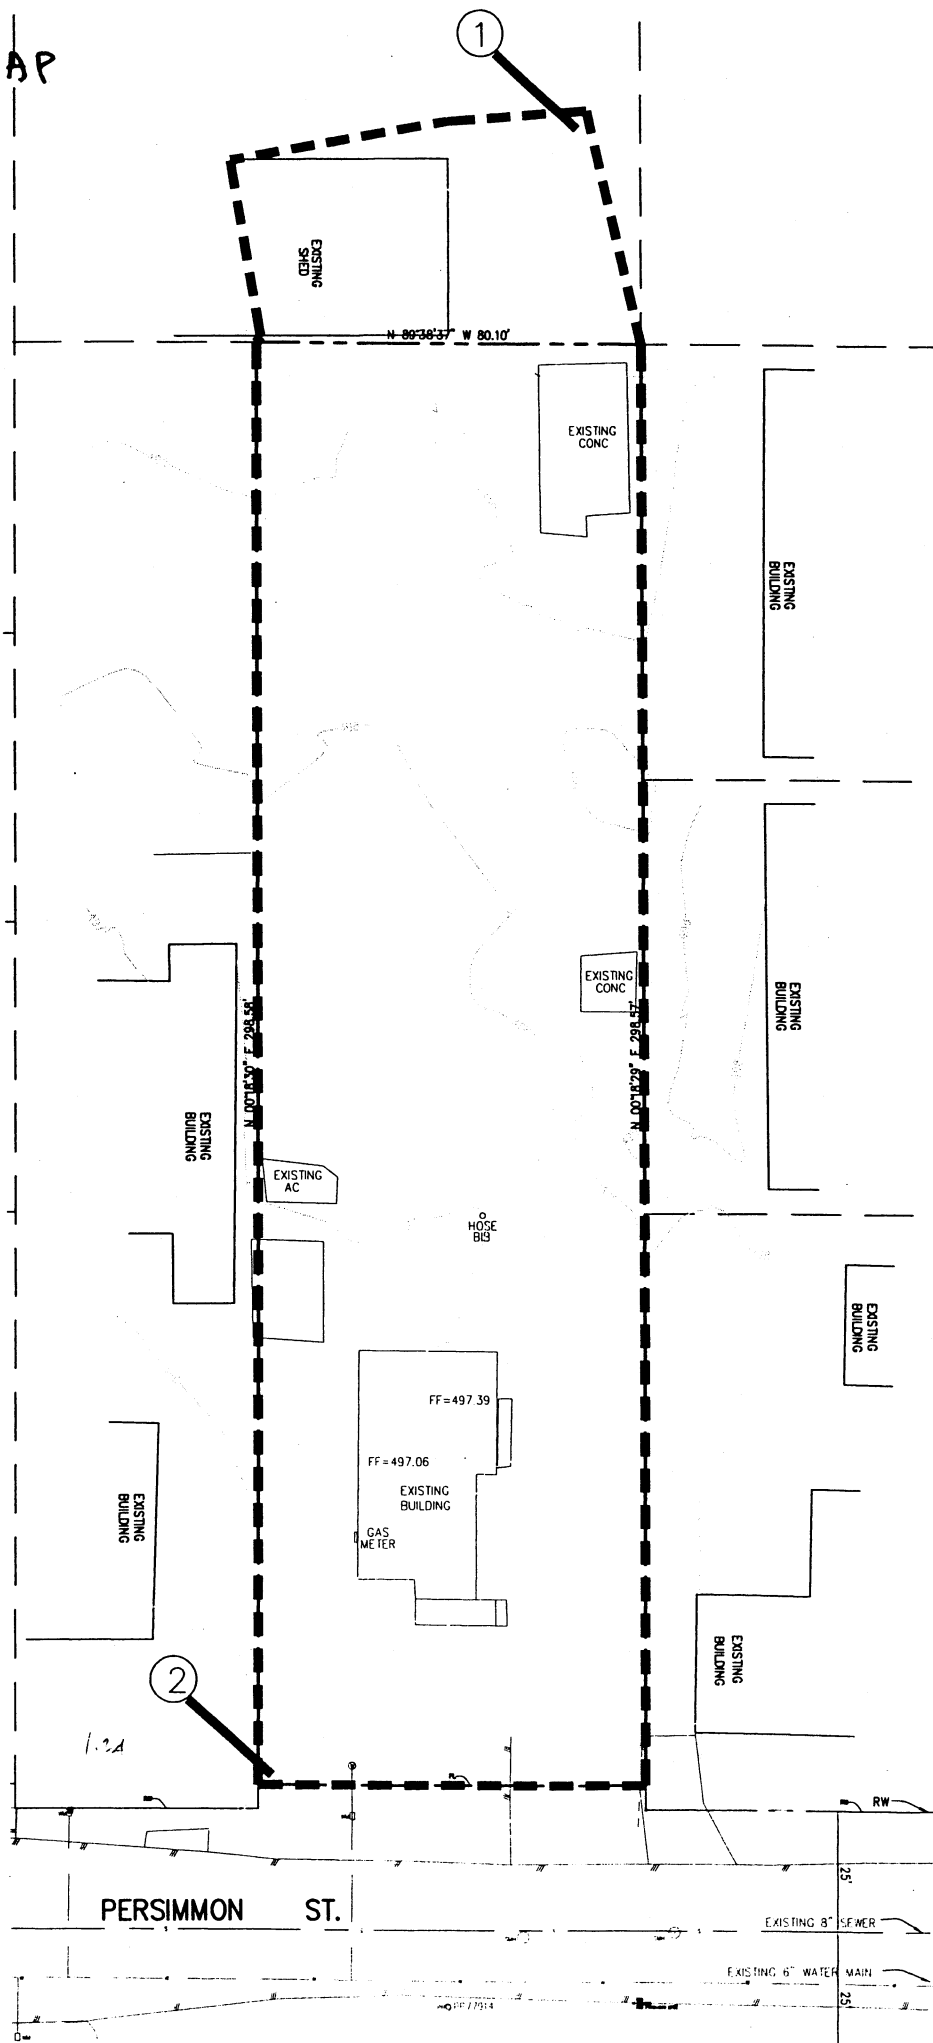 1
AP
EXISTING
SHED
N 89°38'37" W 80.10'
EXISTING
CONC
EXISTING
BUILDING
EXISTING
CONC
EXISTING
BUILDING
N 00°18'30" E 298.58'
N 00°18'29" E 298.57'
EXISTING
BUILDING
EXISTING
AC
HOSE
BIB
EXISTING
BUILDING
FF=497.39
FF=497.06
EXISTING
BUILDING
GAS
METER
EXISTING
BUILDING
EXISTING
BUILDING
2
RW
25'
PERSIMMON ST.
EXISTING 8" SEWER
EXISTING 6" WATER MAIN
25'